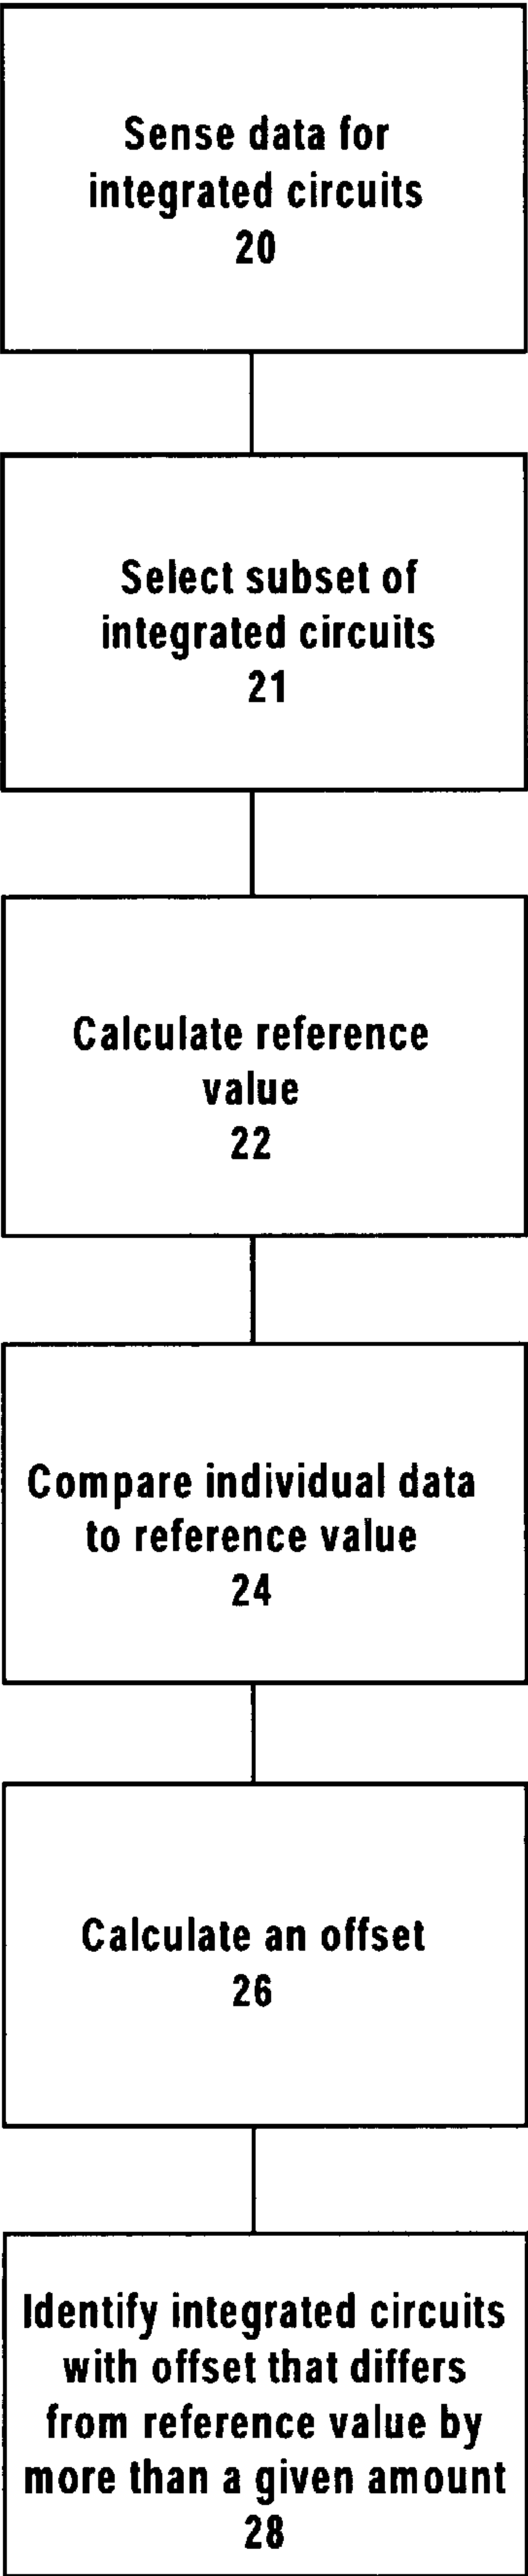 Sense data for
integrated circuits
20
Select subset of
integrated circuits
21
Calculate reference
value
22
Compare individual data
to reference value
24
Calculate an offset
26
Identify integrated circuits
with offset that differs
from reference value by
more than a given amount
28